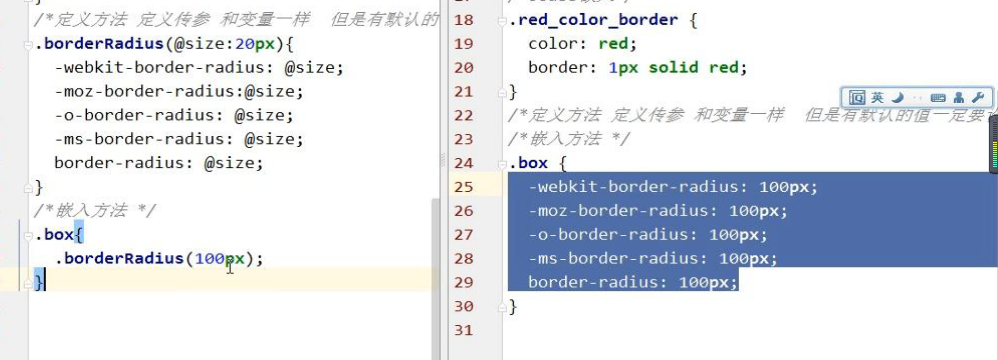 /*定义方法 定义传参 和变量一样  但是有默认的
.borderRadius(@size:20px){
-webkit-border-radius: @size;
-moz-border-radius:@size;
-o-border-radius: @size;
-ms-border-radius: @size;
border-radius: @size;
}
/*嵌入方法 */
.box{
.borderRadius(100px);
}
18 .red_color_border {
19 color: red;
20 border: 1px solid red;
21 }
22 /*定义方法 定义传参 和变量一样  但是有默认的值一定要
23 /*嵌入方法 */
24 .box {
25 -webkit-border-radius: 100px;
26 -moz-border-radius: 100px;
27 -o-border-radius: 100px;
28 -ms-border-radius: 100px;
29 border-radius: 100px;
30 }
31
英